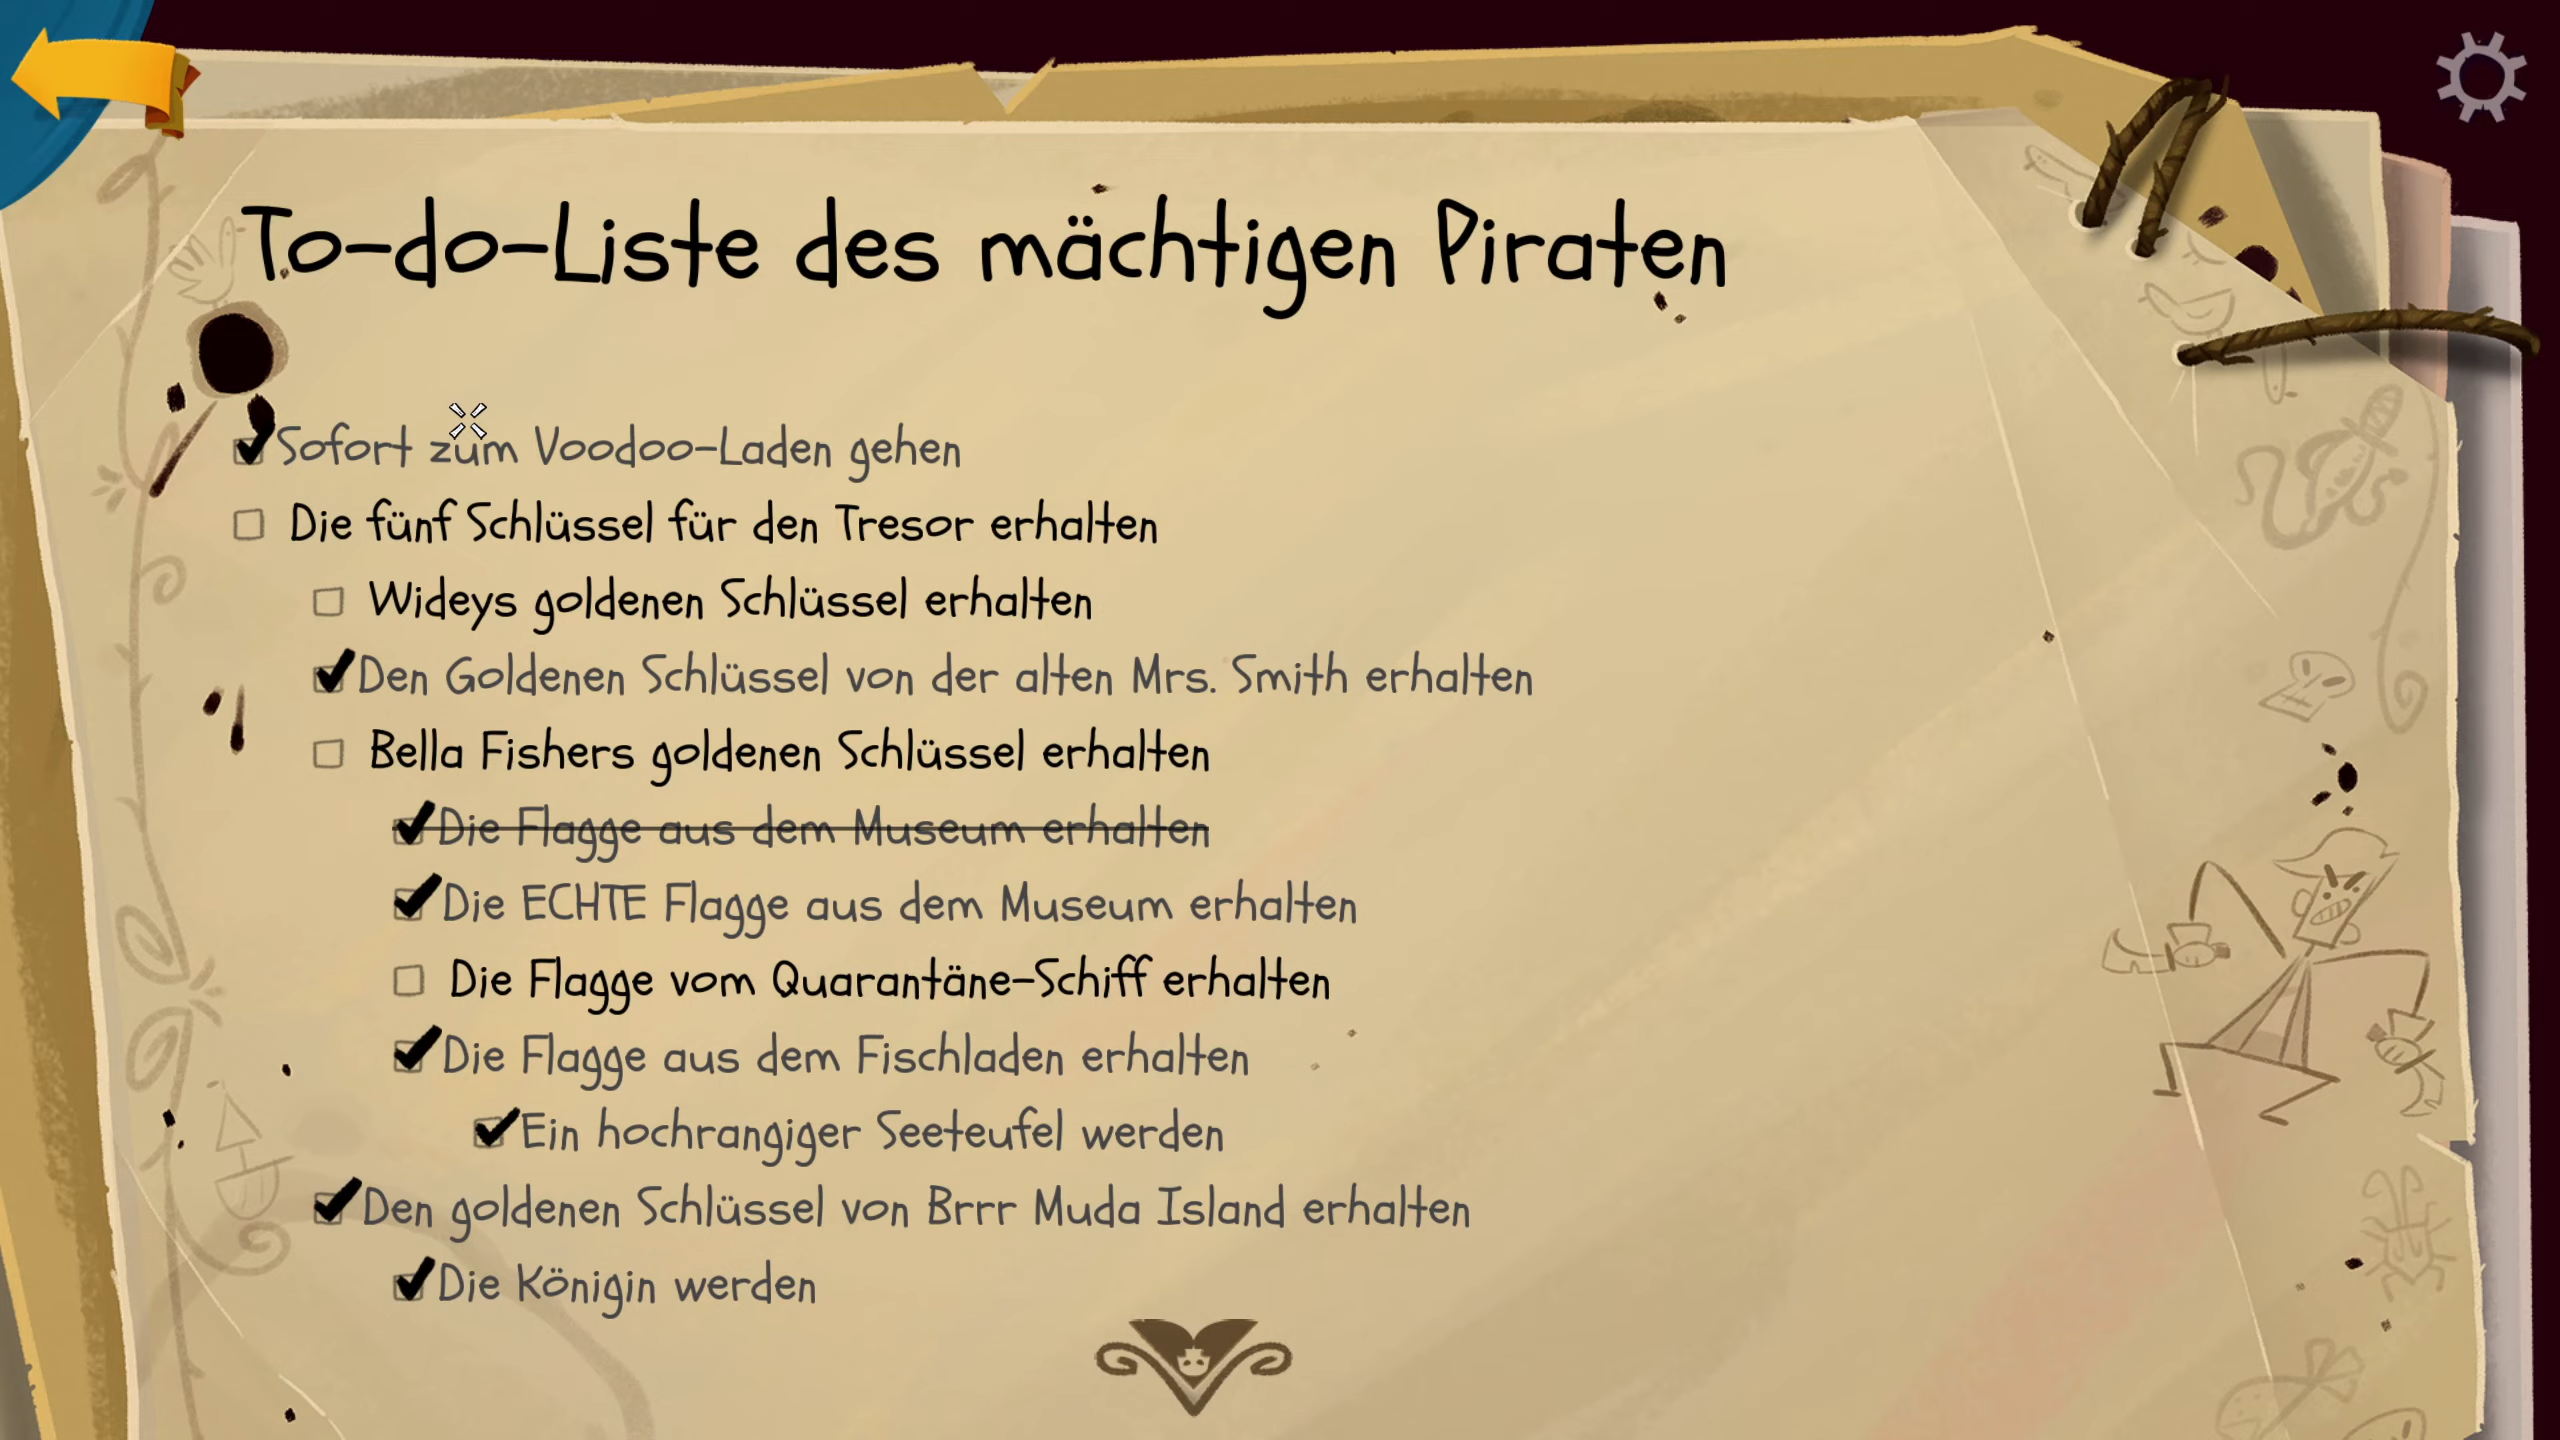 To-do-Liste des mächtigen Piraten
Sofort zum Voodoo-Laden gehen
Die fünf Schlüssel für den Tresor erhalten
Wideys goldenen Schlüssel erhalten
Den Goldenen Schlüssel von der alten Mrs. Smith erhalten
Bella Fishers goldenen Schlüssel erhalten
Die Flagge aus dem Museum erhalten
Die ECHTE Flagge aus dem Museum erhalten
Die Flagge vom Quarantäne-Schiff erhalten
Die Flagge aus dem Fischladen erhalten
Ein hochrangiger Seeteufel werden
Den goldenen Schlüssel von Brrr Muda Island erhalten
Die Königin werden